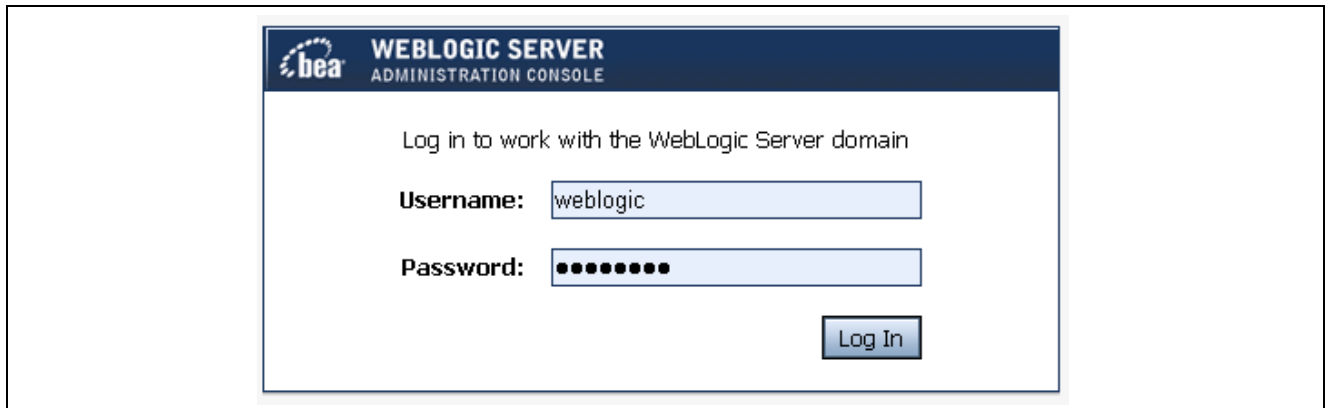 bea WEBLOGIC SERVER
ADMINISTRATION CONSOLE
Log in to work with the WebLogic Server domain
Username: weblogic
Password: ●●●●●●●●
Log In